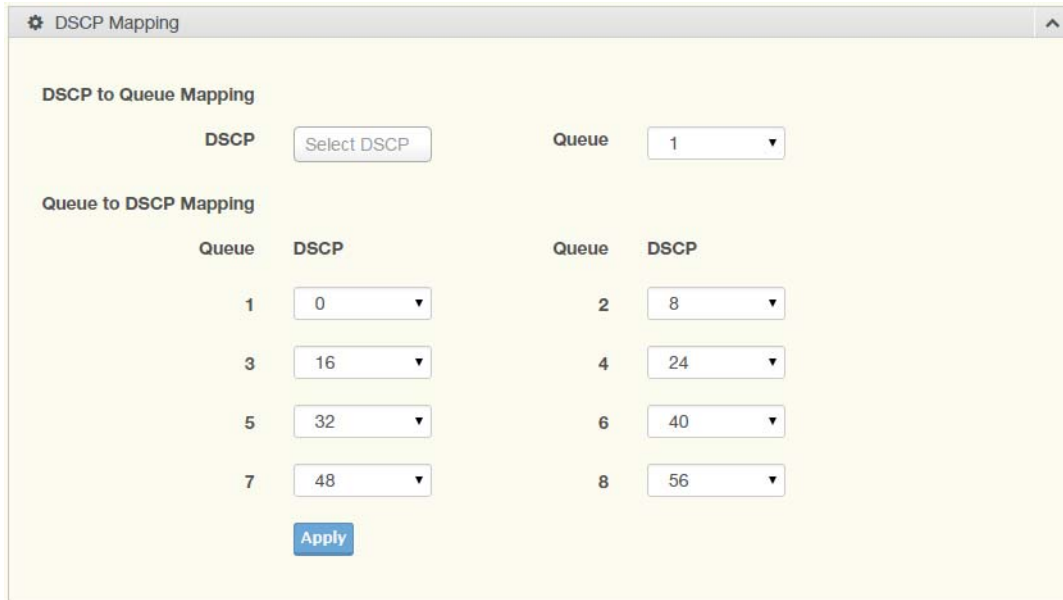 DSCP Mapping
DSCP to Queue Mapping
DSCP Select DSCP Queue 1
Queue to DSCP Mapping
Queue DSCP Queue DSCP
1 0 2 8
3 16 4 24
5 32 6 40
7 48 8 56
Apply